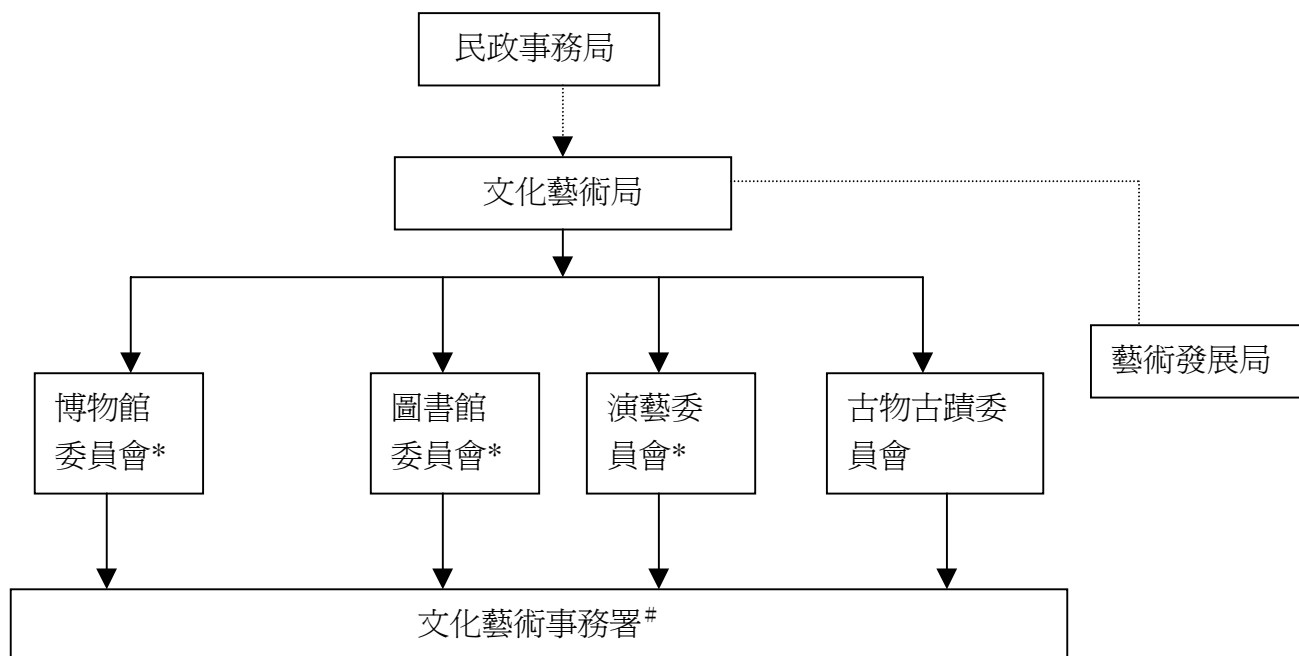 民政事務局
文化藝術局
藝術發展局
博物館
委員會*
圖書館
委員會*
演藝委
員會*
古物古蹟委
員會
文化藝術事務署#